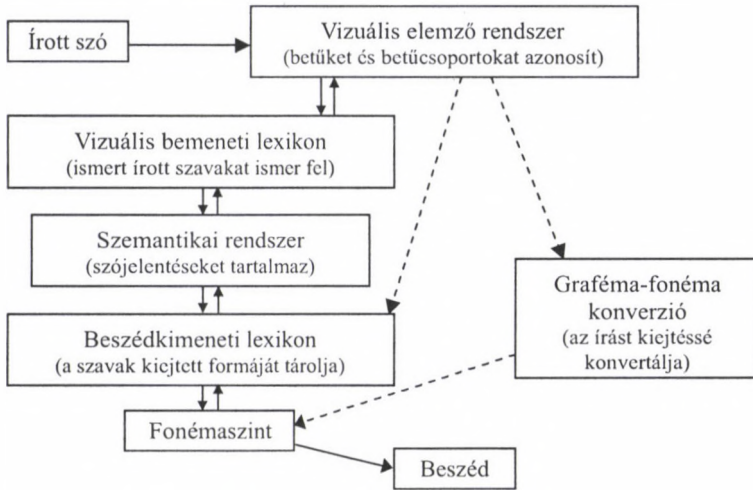 Írott szó
Vizuális elemző rendszer
(betűket és betűcsoportokat azonosít)
Vizuális bemeneti lexikon
(ismert írott szavakat ismer fel)
Szemantikai rendszer
(szójelentéseket tartalmaz)
Graféma-fonéma
konverzió
(az írást kiejtéssé
konvertálja)
Beszédkimeneti lexikon
(a szavak kiejtett formáját tárolja)
Fonémaszint
Beszéd